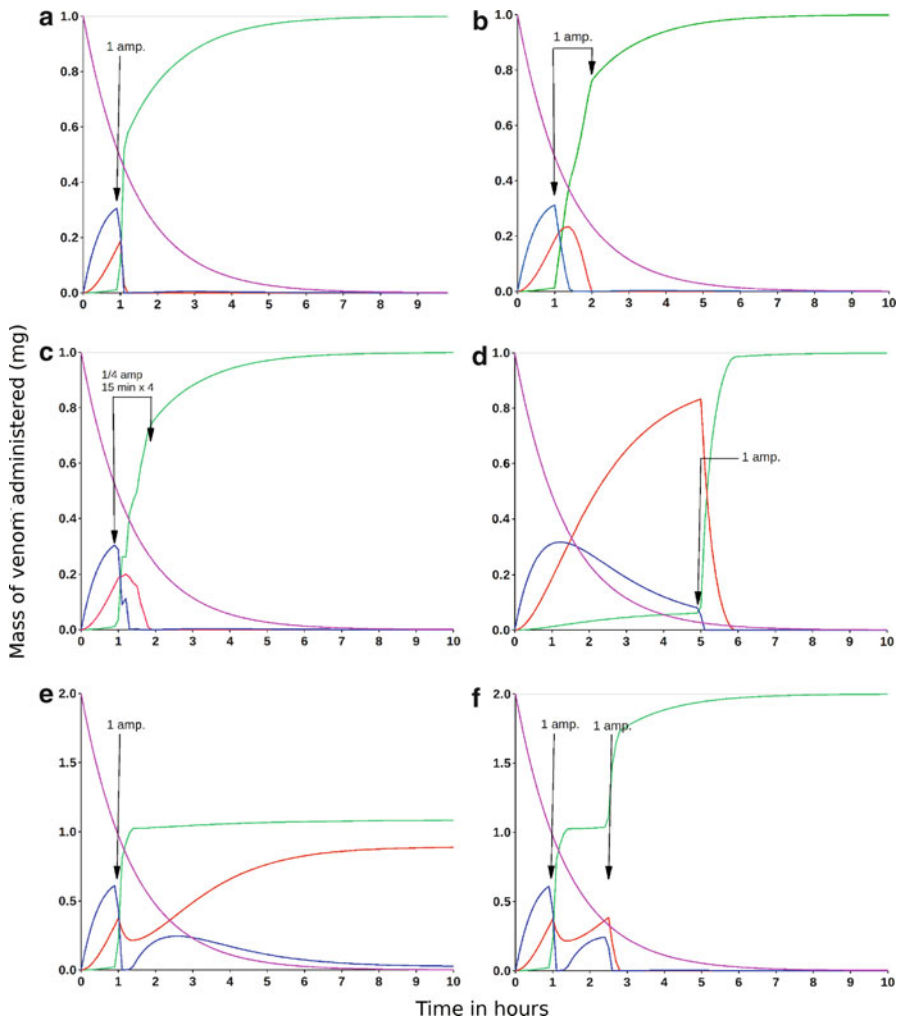 a
1 amp.
1.0
0.8
0.6
0.4
0.2
0.0
0 1 2 3 4 5 6 7 8 9
b
1 amp.
1.0
0.8
0.6
0.4
0.2
0.0
0 1 2 3 4 5 6 7 8 9 10
c
1/4 amp
15 min x 4
1.0
0.8
0.6
0.4
0.2
0.0
0 1 2 3 4 5 6 7 8 9 10
d
1 amp.
1.0
0.8
0.6
0.4
0.2
0.0
0 1 2 3 4 5 6 7 8 9 10
e
1 amp.
2.0
1.5
1.0
0.5
0.0
0 1 2 3 4 5 6 7 8 9 10
f
1 amp. 1 amp.
2.0
1.5
1.0
0.5
0.0
0 1 2 3 4 5 6 7 8 9 10
Mass of venom administered (mg)
Time in hours